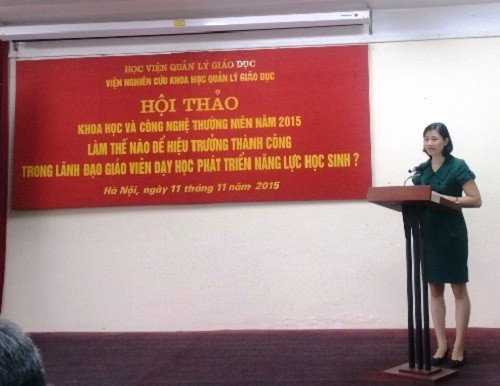 HỌC VIỆN QUẢN LÝ GIÁO DỤC
VIỆN NGHIÊN CỨU KHOA HỌC QUẢN LÝ GIÁO DỤC
HỘI THẢO
KHOA HỌC VÀ CÔNG NGHỆ THƯỜNG NIÊN NĂM 2015
LÀM THẾ NÀO ĐỂ HIỆU TRƯỞNG THÀNH CÔNG
TRONG LÃNH ĐẠO GIÁO VIÊN DẠY HỌC PHÁT TRIỂN NĂNG LỰC HỌC SINH ?
Hà Nội, ngày 11 tháng 11 năm 2015